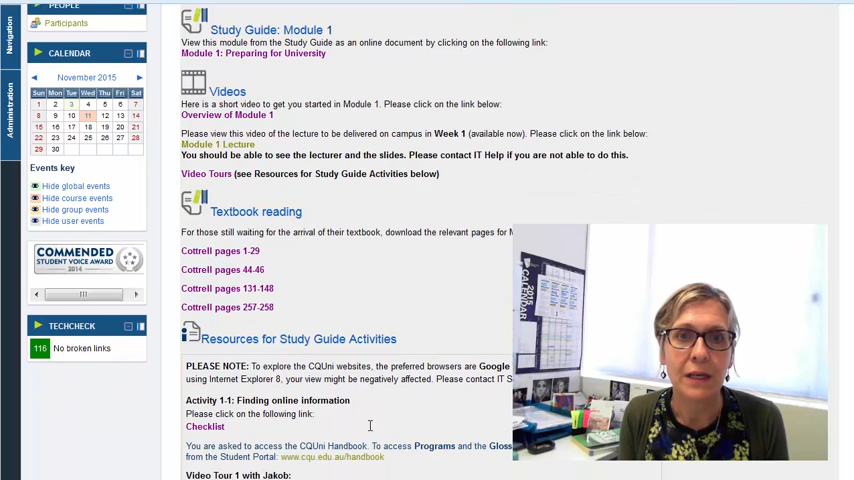 Navigation
Administration
PEOPLE
Participants
CALENDAR
November 2015
Sun Mon Tue Wed Thu Fri Sat
1 2 3 4 5 6 7
8 9 10 11 12 13 14
15 16 17 18 19 20 21
22 23 24 25 26 27 28
29 30
Events key
Hide global events
Hide course events
Hide group events
Hide user events
COMMENDED
STUDENT VOICE AWARD
2014
TECHCHECK
116 No broken links
Study Guide: Module 1
View this module from the Study Guide as an online document by clicking on the following link:
Module 1: Preparing for University
Videos
Here is a short video to get you started in Module 1. Please click on the link below:
Overview of Module 1
Please view this video of the lecture to be delivered on campus in Week 1 (available now). Please click on the link below:
Module 1 Lecture
You should be able to see the lecturer and the slides. Please contact IT Help if you are not able to do this.
Video Tours (see Resources for Study Guide Activities below)
Textbook reading
For those still waiting for the arrival of their textbook, download the relevant pages for
Cottrell pages 1-29
Cottrell pages 44-46
Cottrell pages 131-148
Cottrell pages 257-258
Resources for Study Guide Activities
PLEASE NOTE: To explore the CQUni websites, the preferred browsers are Google
using Internet Explorer 8, your view might be negatively affected. Please contact IT S
Activity 1-1: Finding online information
Please click on the following link:
Checklist
You are asked to access the CQUni Handbook. To access Programs and the Glos
from the Student Portal: www.cqu.edu.au/handbook
Video Tour 1 with Jakob:
2015
CALENDAR